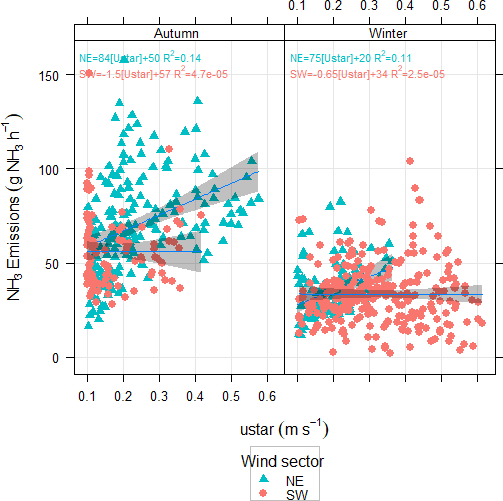 0.1 0.2 0.3 0.4 0.5 0.6
Autumn Winter
NE=84[Ustar]+50 R²=0.14 NE=75[Ustar]+20 R²=0.11
SW=-1.5[Ustar]+57 R²=4.7e-05 SW=-0.65[Ustar]+34 R²=2.5e-05
150
100
50
0
NH₃ Emissions (g NH₃ h⁻¹)
0.1 0.2 0.3 0.4 0.5 0.6
ustar (m s⁻¹)
Wind sector
NE
SW